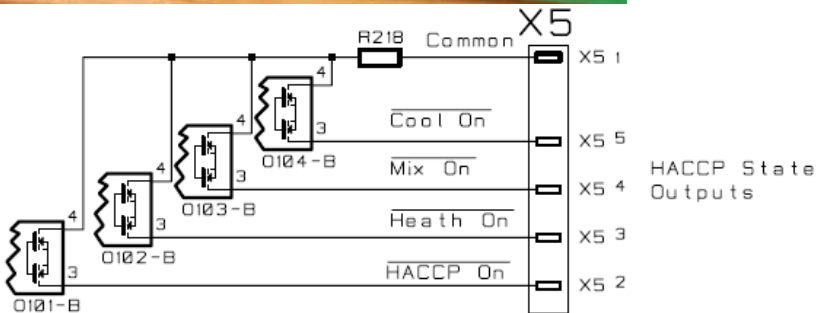 X5
R218 Common X5 1
4
3
Cool On X5 5
O104-B
4
3
Mix On X5 4
O103-B
HACCP State
Outputs
4
3
Heath On X5 3
O102-B
4
3
HACCP On X5 2
O101-B